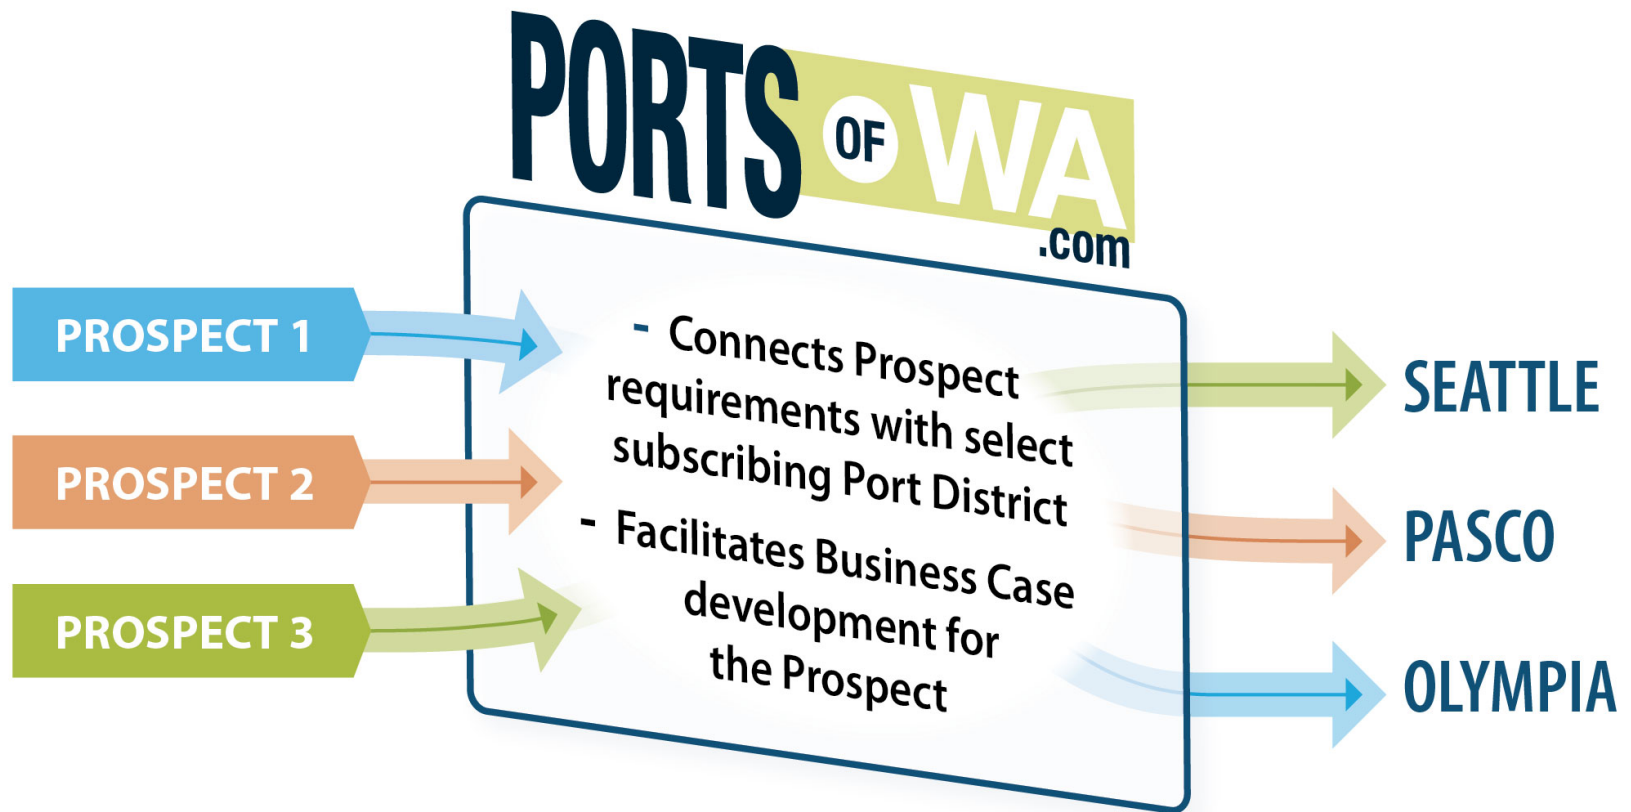 PORTS OF WA
.com
PROSPECT 1
PROSPECT 2
PROSPECT 3
- Connects Prospect
requirements with select
subscribing Port District
- Facilitates Business Case
development for
the Prospect
SEATTLE
PASCO
OLYMPIA